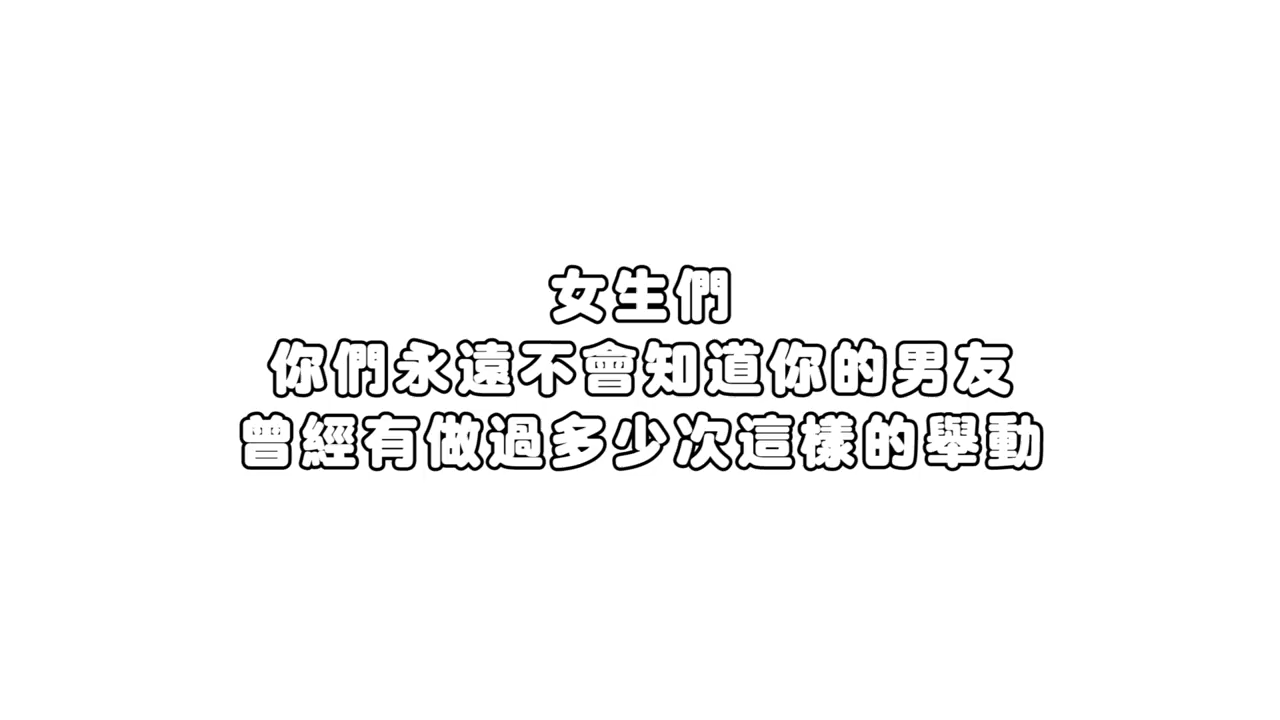 女生們
你們永遠不會知道你的男友
曾經有做過多少次這樣的舉動